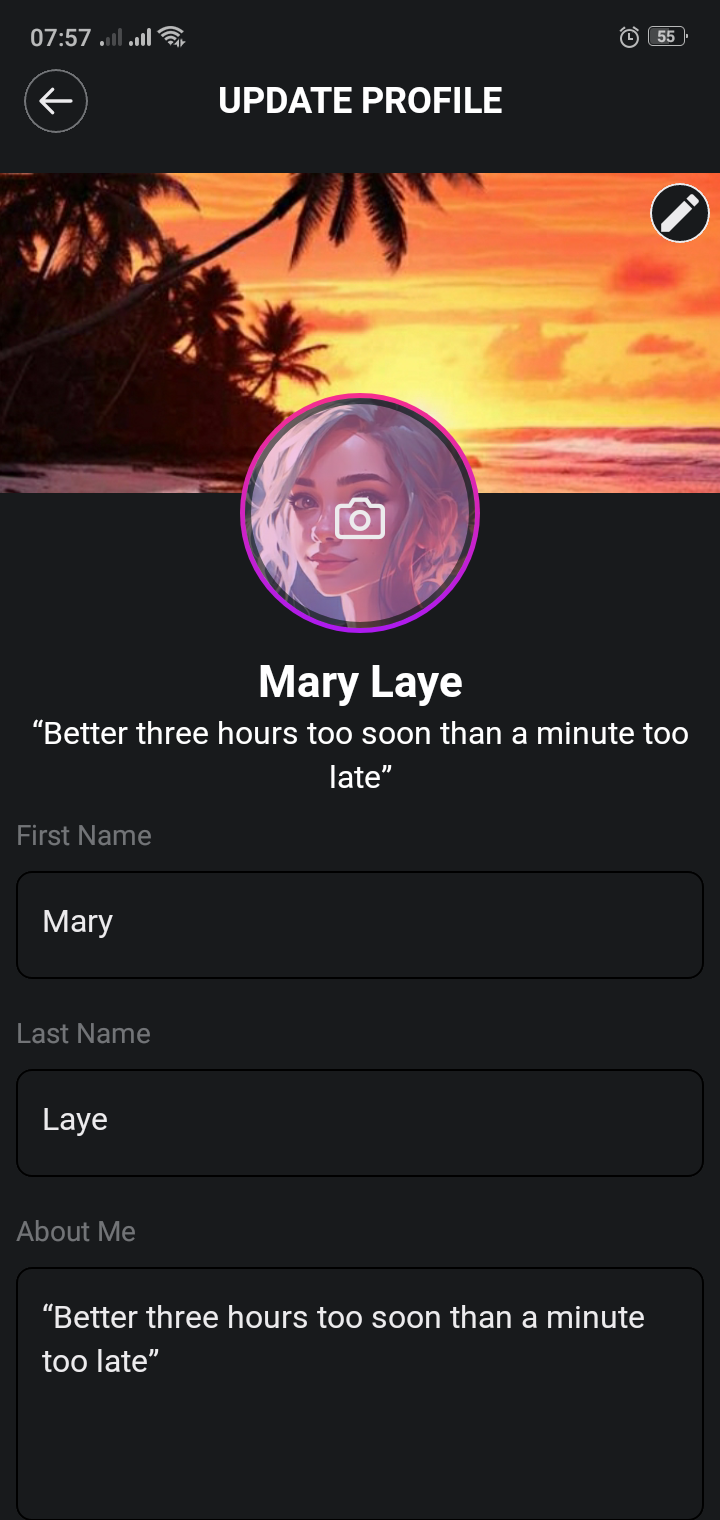 07:57
55
UPDATE PROFILE
Mary Laye
“Better three hours too soon than a minute too
late”
First Name
Mary
Last Name
Laye
About Me
“Better three hours too soon than a minute
too late”